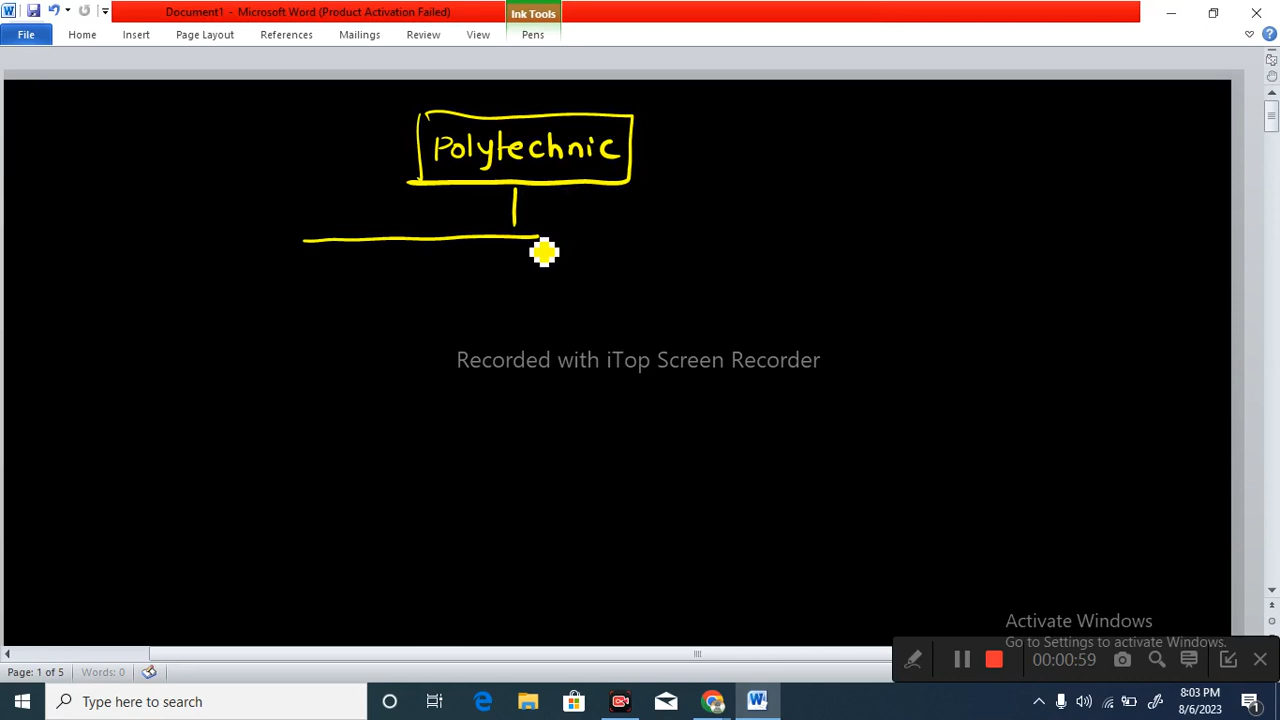 Document1 - Microsoft Word (Product Activation Failed)
Ink Tools
File Home Insert Page Layout References Mailings Review View Pens
Polytechnic
Recorded with iTop Screen Recorder
Activate Windows
Go to Settings to activate Windows.
00:00:59
Page: 1 of 5 Words: 0
Type here to search
8:03 PM
8/6/2023
1